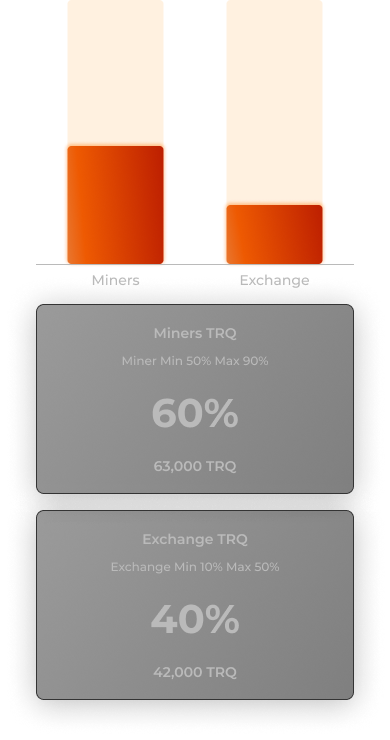 Miners
Exchange
Miners TRQ
Miner Min 50% Max 90%
60%
63,000 TRQ
Exchange TRQ
Exchange Min 10% Max 50%
40%
42,000 TRQ